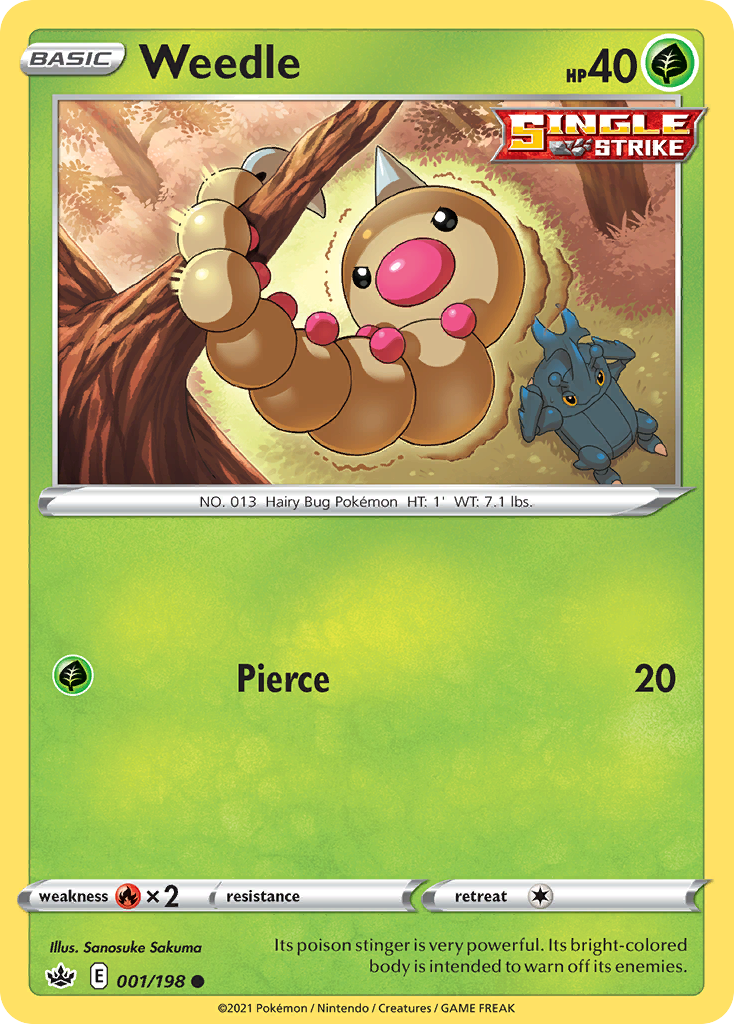 BASIC Weedle HP40
SINGLE
STRIKE
NO. 013 Hairy Bug Pokémon HT: 1' WT: 7.1 lbs.
Pierce 20
weakness ×2 resistance retreat
Illus. Sanosuke Sakuma
Its poison stinger is very powerful. Its bright-colored
body is intended to warn off its enemies.
E 001/198
©2021 Pokémon / Nintendo / Creatures / GAME FREAK